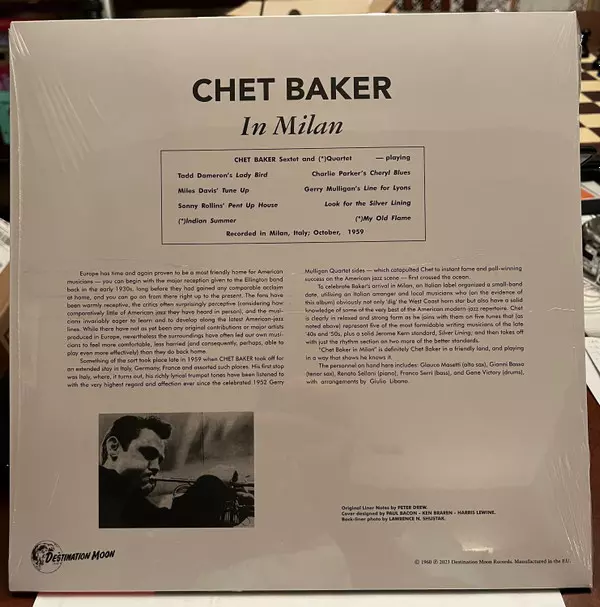 CHET BAKER
In Milan
CHET BAKER Sextet and (*)Quartet — playing
Tadd Dameron's Lady Bird
Charlie Parker's Cheryl Blues
Miles Davis' Tune Up
Gerry Mulligan's Line for Lyons
Sonny Rollins' Pent Up House
Look for the Silver Lining
(*)Indian Summer
(*)My Old Flame
Recorded in Milan, Italy; October, 1959
Europe has time and again proven to be a most friendly home for American
musicians — you can begin with the major reception given to the Ellington band
back in the early 1930s, long before they had gained any comparable acclaim
at home, and you can go on from there right up to the present. The fans have
been warmly receptive, the critics often surprisingly perceptive (considering how
comparatively little of American jazz they have heard in person), and the musi-
cians invariably eager to learn and to develop along the latest American-jazz
lines. While there have not as yet been any original contributions or major artists
produced in Europe, nevertheless the surroundings have often led our own musi-
cians to feel more comfortable, less harried (and consequently, perhaps, able to
play even more effectively) than they do back home.
Something of the sort took place late in 1959 when CHET BAKER took off for
an extended stay in Italy, Germany, France and assorted such places. His first stop
was Italy, where, it turns out, his richly lyrical trumpet tones have been listened to
with the very highest regard and affection ever since the celebrated 1952 Gerry
Mulligan Quartet sides — which catapulted Chet to instant fame and poll-winning
success on the American jazz scene — first crossed the ocean.
To celebrate Baker's arrival in Milan, an Italian label organized a small-band
date, utilizing an Italian arranger and local musicians who (on the evidence of
this album) obviously not only 'dig' the West Coast horn star but also have a solid
knowledge of some of the very best of the American modern-jazz repertoire. Chet
is clearly in relaxed and strong form as he joins with them on five tunes that (as
noted above) represent five of the most formidable writing musicians of the late
'40s and '50s, plus a solid Jerome Kern standard, Silver Lining; and then takes off
with just the rhythm section on two more of the better standards.
"Chet Baker in Milan" is definitely Chet Baker in a friendly land, and playing
in a way that shows he knows it.
The personnel on hand here includes: Glauco Masetti (alto sax), Gianni Basso
(tenor sax), Renato Sellani (piano), Franco Serri (bass), and Gene Victory (drums),
with arrangements by Giulio Libano.
Original Liner Notes by PETER DREW.
Cover designed by PAUL BACON - KEN BRAREN - HARRIS LEWINE.
Back-liner photo by LAWRENCE N. SHUSTAK.
DESTINATION MOON
© 1960 ℗ 2021 Destination Moon Records. Manufactured in the E.U.